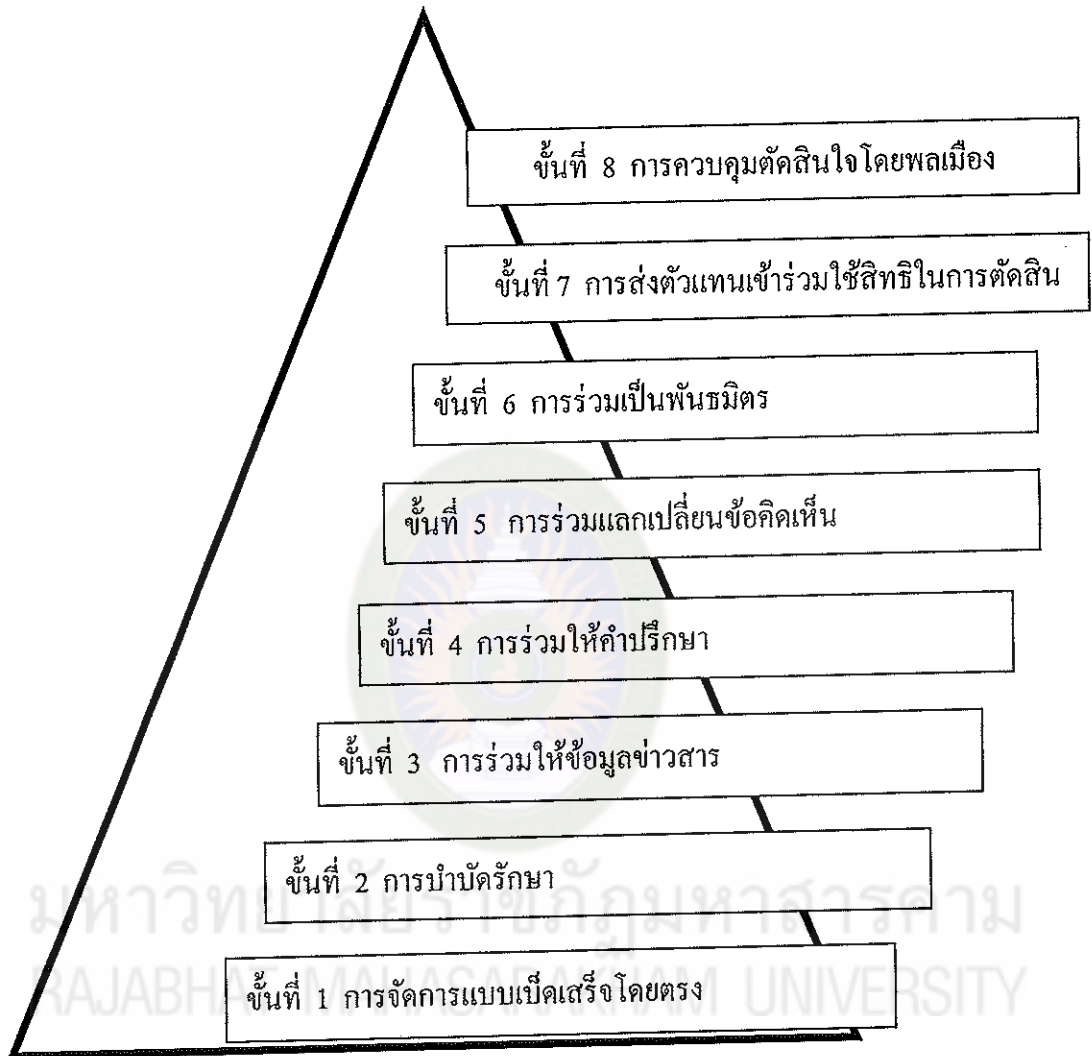 ขั้นที่ 8 การควบคุมตัดสินใจโดยพลเมือง
ขั้นที่ 7 การส่งตัวแทนเข้าร่วมใช้สิทธิในการตัดสิน
ขั้นที่ 6 การร่วมเป็นพันธมิตร
ขั้นที่ 5 การร่วมแลกเปลี่ยนข้อคิดเห็น
ขั้นที่ 4 การร่วมให้คำปรึกษา
ขั้นที่ 3 การร่วมให้ข้อมูลข่าวสาร
ขั้นที่ 2 การบำบัดรักษา
มหาวิทยาลัยราชภัฏมหาสารคาม
ขั้นที่ 1 การจัดการแบบเบ็ดเสร็จโดยตรง
RAJABHAT MAHASARAKHAM UNIVERSITY